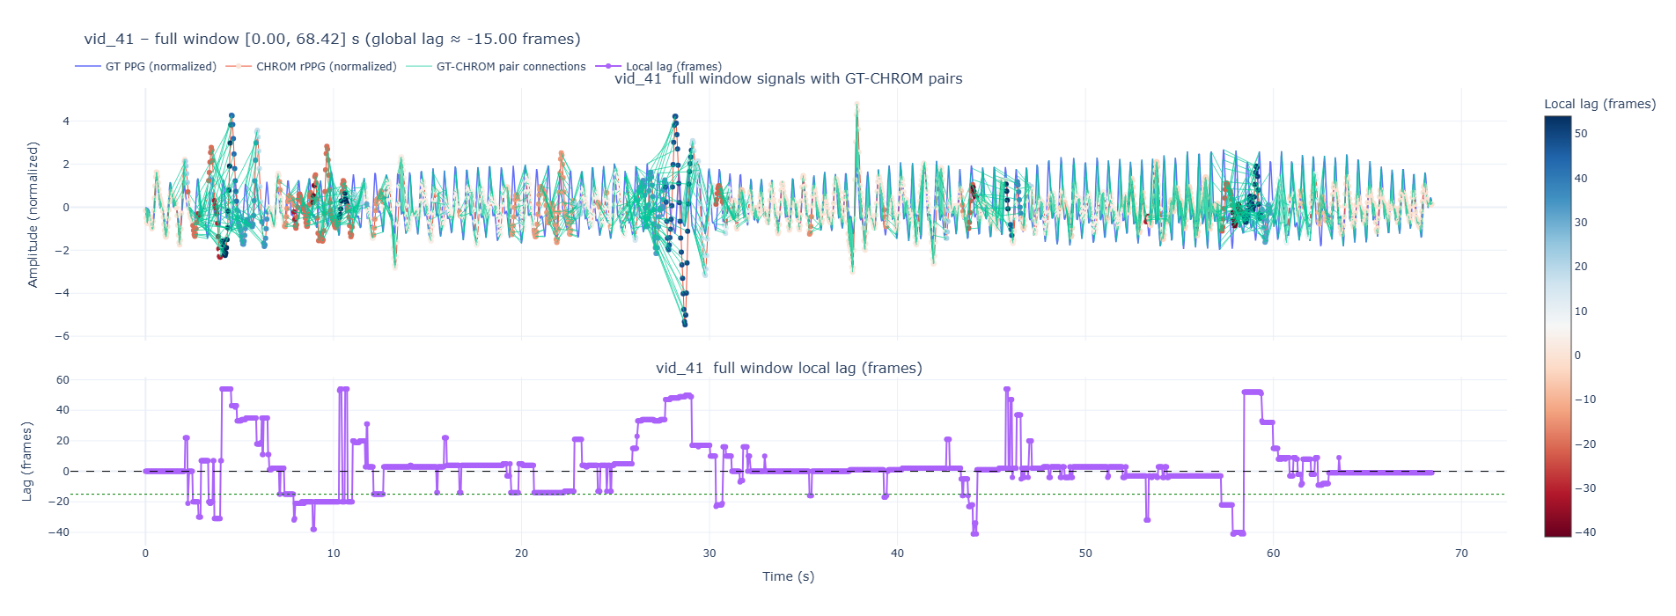 vid_41 – full window [0.00, 68.42] s (global lag ≈ -15.00 frames)
GT PPG (normalized) CHROM rPPG (normalized) GT-CHROM pair connections Local lag (frames)
vid_41  full window signals with GT-CHROM pairs
Amplitude (normalized)
4
2
0
−2
−4
−6
vid_41  full window local lag (frames)
Lag (frames)
60
40
20
0
−20
−40
0 10 20 30 40 50 60 70
Time (s)
Local lag (frames)
50
40
30
20
10
0
−10
−20
−30
−40